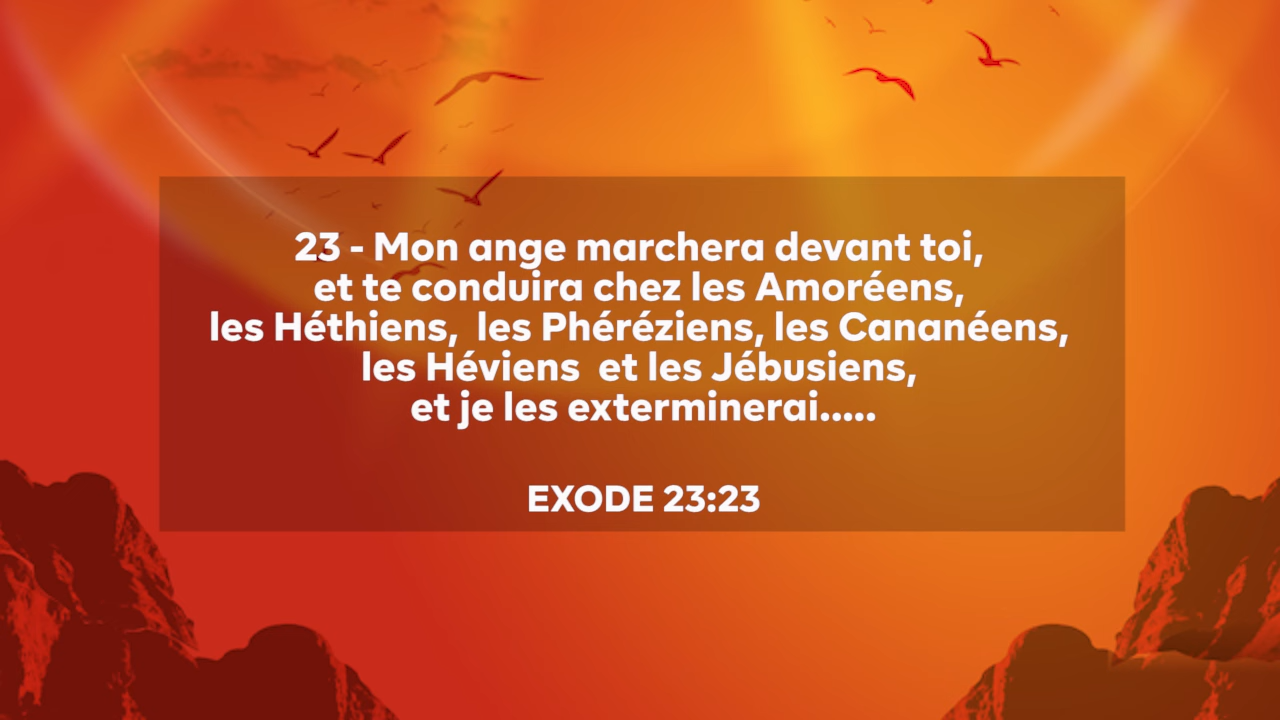 23 - Mon ange marchera devant toi,
et te conduira chez les Amoréens,
les Héthiens,  les Phéréziens, les Cananéens,
les Héviens  et les Jébusiens,
et je les exterminerai.....
EXODE 23:23